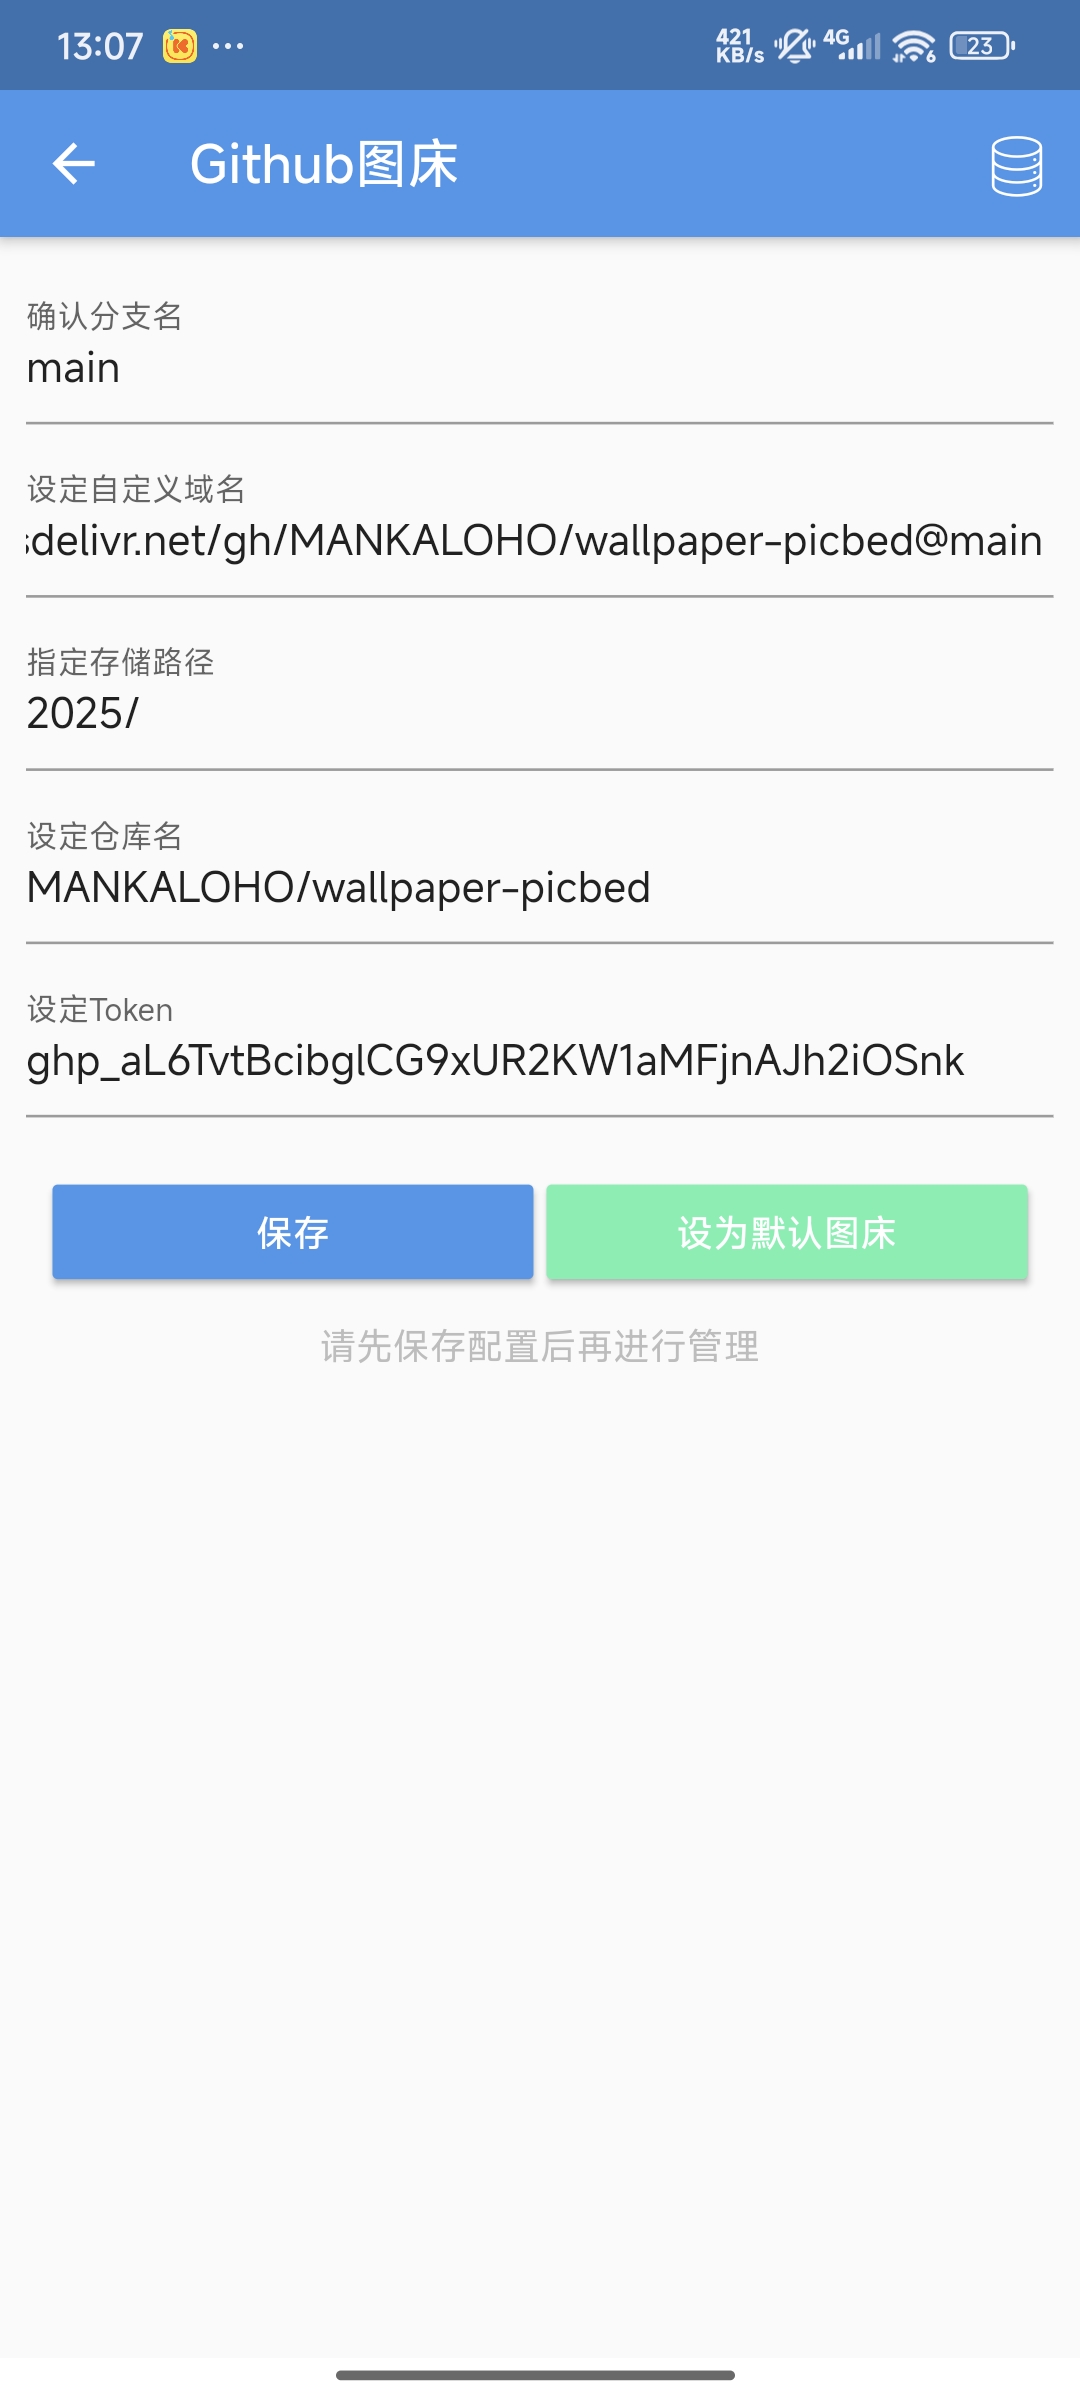 13:07
421
KB/s
4G
6
23
Github图床
确认分支名
main
设定自定义域名
sdelivr.net/gh/MANKALOHO/wallpaper-picbed@main
指定存储路径
2025/
设定仓库名
MANKALOHO/wallpaper-picbed
设定Token
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
保存
设为默认图床
请先保存配置后再进行管理